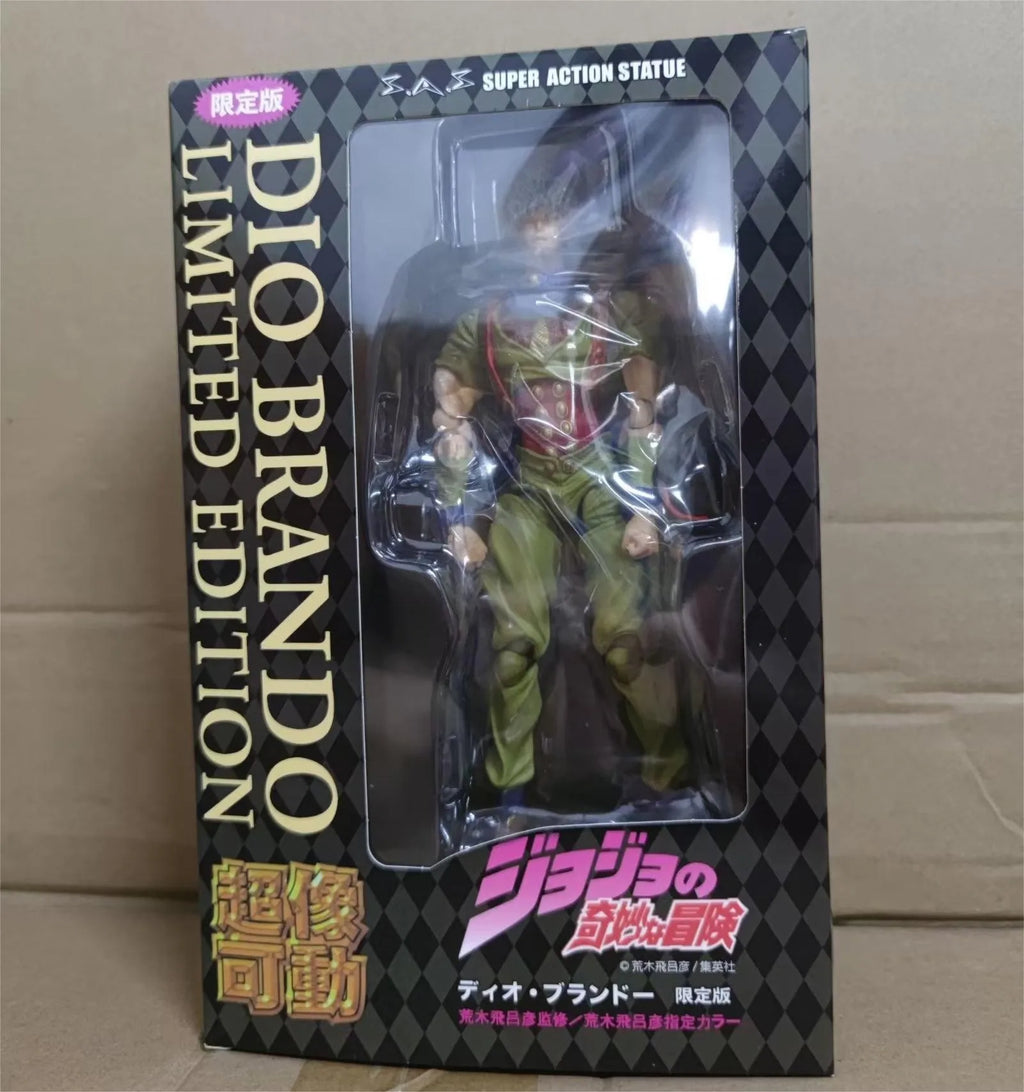 S.A.S SUPER ACTION STATUE
限定版
DIO BRANDO
LIMITED EDITION
超像
可動
ジョジョの
奇妙な冒険
©荒木飛呂彦/集英社
ディオ・ブランドー 限定版
荒木飛呂彦監修/荒木飛呂彦指定カラー